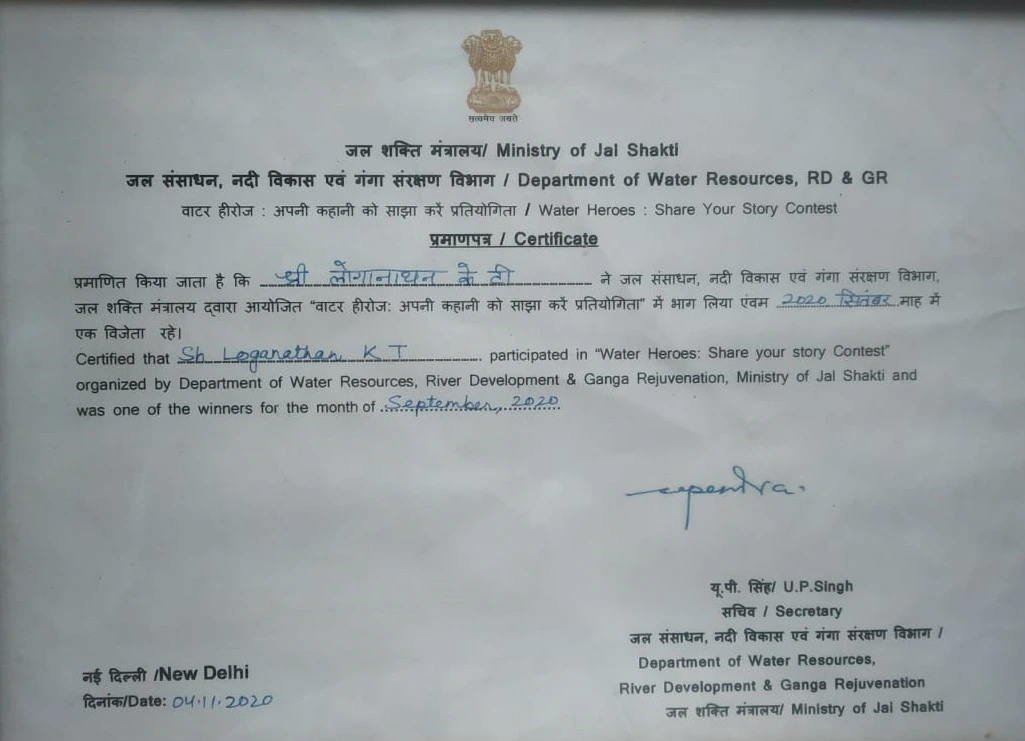 सत्यमेव जयते
जल शक्ति मंत्रालय/ Ministry of Jal Shakti
जल संसाधन, नदी विकास एवं गंगा संरक्षण विभाग / Department of Water Resources, RD & GR
वाटर हीरोज : अपनी कहानी को साझा करें प्रतियोगिता / Water Heroes : Share Your Story Contest
प्रमाणपत्र / Certificate
प्रमाणित किया जाता है कि श्री लोगानाथन के टी ने जल संसाधन, नदी विकास एवं गंगा संरक्षण विभाग,
जल शक्ति मंत्रालय द्वारा आयोजित "वाटर हीरोज: अपनी कहानी को साझा करें प्रतियोगिता" में भाग लिया एंवम 2020 सितंबर माह में
एक विजेता रहे।
Certified that Sh Loganathan K T participated in "Water Heroes: Share your story Contest"
organized by Department of Water Resources, River Development & Ganga Rejuvenation, Ministry of Jal Shakti and
was one of the winners for the month of September, 2020
upendra.
यू.पी. सिंह/ U.P.Singh
सचिव / Secretary
जल संसाधन, नदी विकास एवं गंगा संरक्षण विभाग /
Department of Water Resources,
River Development & Ganga Rejuvenation
जल शक्ति मंत्रालय/ Ministry of Jal Shakti
नई दिल्ली /New Delhi
दिनांक/Date: 04.11.2020